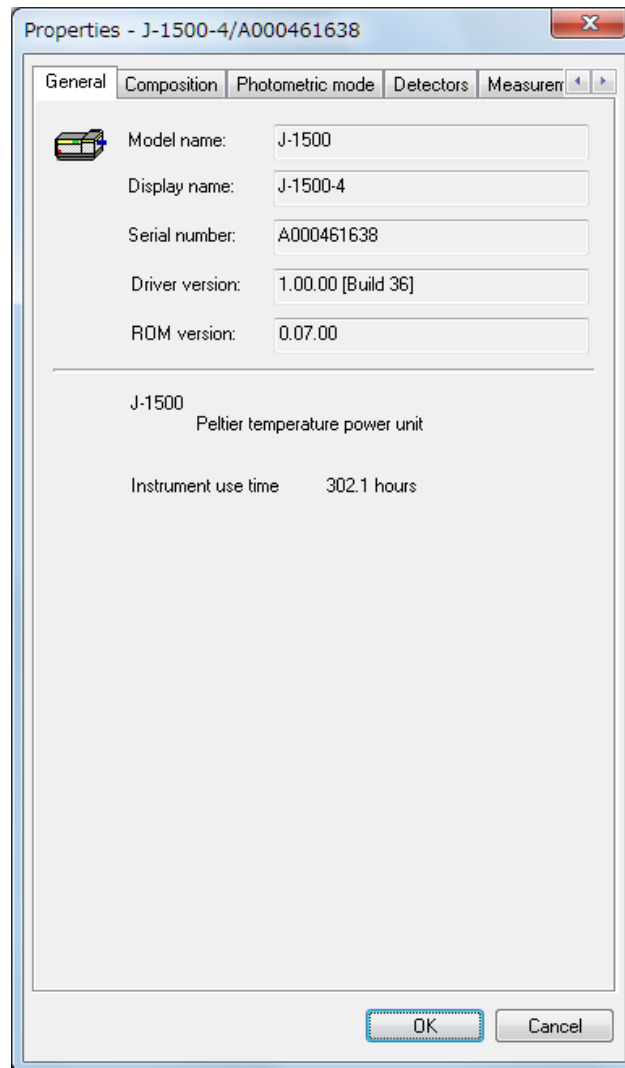 Properties - J-1500-4/A000461638
General Composition Photometric mode Detectors Measurem
Model name: J-1500
Display name: J-1500-4
Serial number: A000461638
Driver version: 1.00.00 [Build 36]
ROM version: 0.07.00
J-1500
Peltier temperature power unit
Instrument use time 302.1 hours
OK Cancel